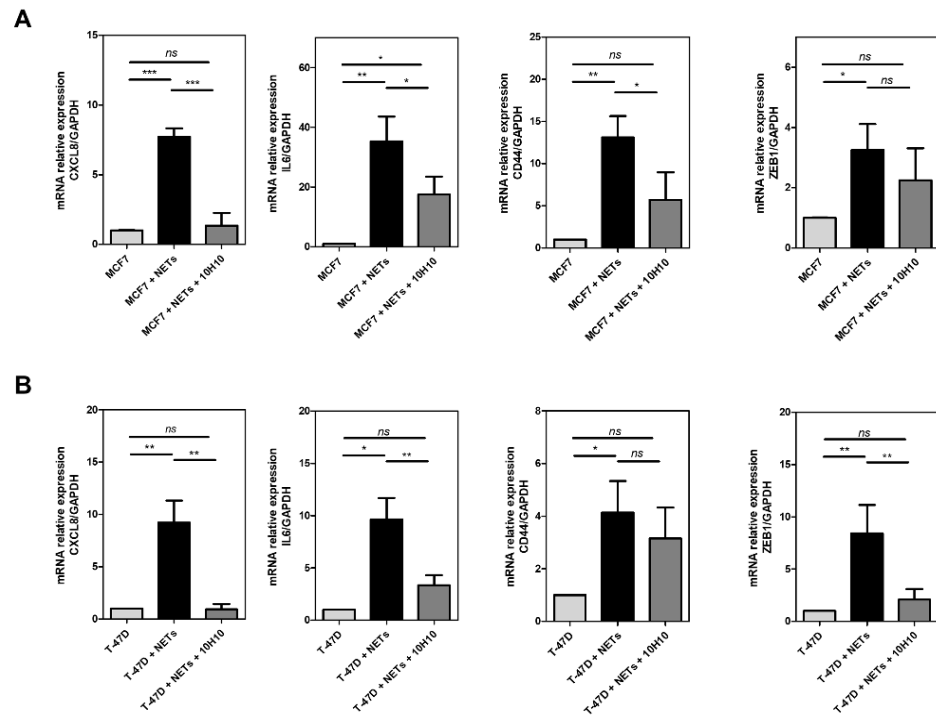 A
mRNA relative expression
CXCL8/GAPDH
15
10
5
0
ns
***
***
MCF7
MCF7 + NETs
MCF7 + NETs + 10H10
mRNA relative expression
IL6/GAPDH
60
40
20
0
*
**
*
MCF7
MCF7 + NETs
MCF7 + NETs + 10H10
mRNA relative expression
CD44/GAPDH
25
20
15
10
5
0
ns
**
*
MCF7
MCF7 + NETs
MCF7 + NETs + 10H10
mRNA relative expression
ZEB1/GAPDH
8
6
4
2
0
ns
*
ns
MCF7
MCF7 + NETs
MCF7 + NETs + 10H10
B
mRNA relative expression
CXCL8/GAPDH
20
15
10
5
0
ns
**
**
T-47D
T-47D + NETs
T-47D + NETs + 10H10
mRNA relative expression
IL6/GAPDH
20
15
10
5
0
ns
*
**
T-47D
T-47D + NETs
T-47D + NETs + 10H10
mRNA relative expression
CD44/GAPDH
8
6
4
2
0
ns
*
ns
T-47D
T-47D + NETs
T-47D + NETs + 10H10
mRNA relative expression
ZEB1/GAPDH
20
15
10
5
0
ns
**
**
T-47D
T-47D + NETs
T-47D + NETs + 10H10